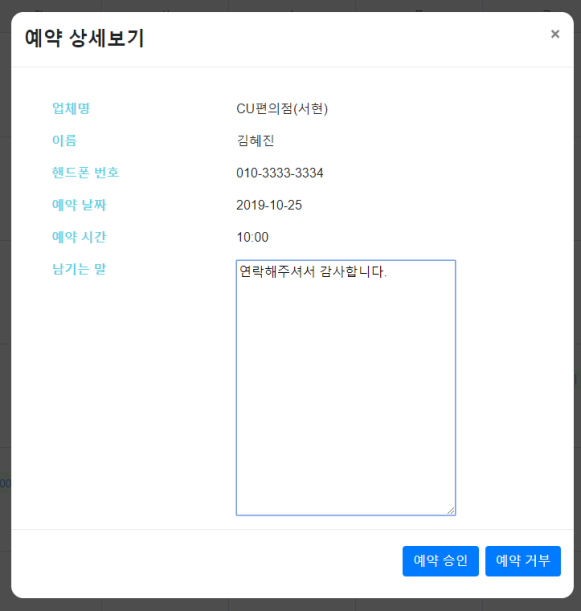 예약 상세보기 ×
업체명 CU편의점(서현)
이름 김혜진
핸드폰 번호 010-3333-3334
예약 날짜 2019-10-25
예약 시간 10:00
남기는 말 연락해주셔서 감사합니다.
예약 승인 예약 거부